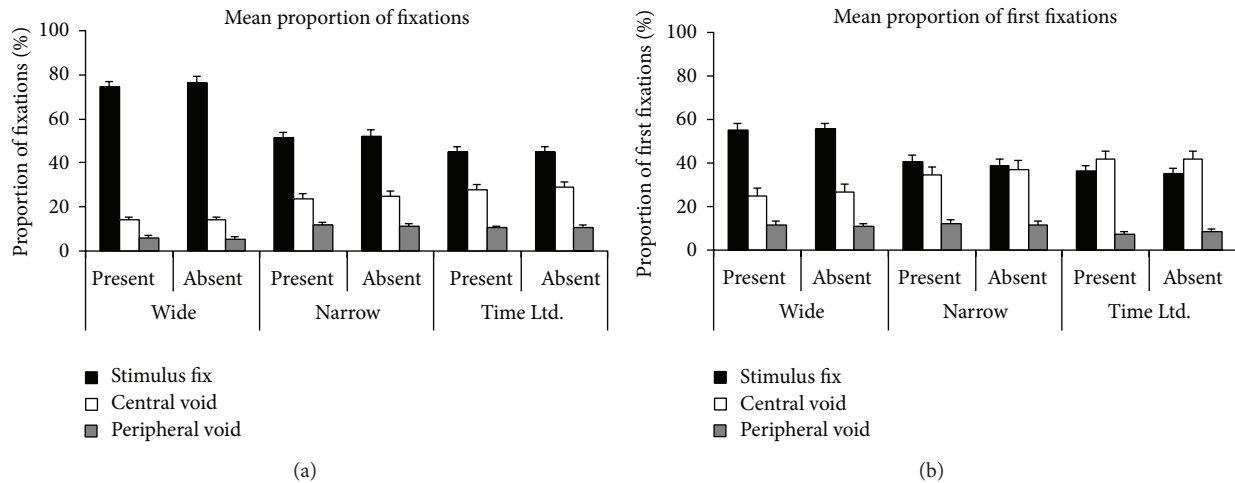 Mean proportion of fixations
Proportion of fixations (%)
100
80
60
40
20
0
Present Absent Present Absent Present Absent
Wide Narrow Time Ltd.
Stimulus fix
Central void
Peripheral void
(a)
Mean proportion of first fixations
Proportion of first fixations (%)
100
80
60
40
20
0
Present Absent Present Absent Present Absent
Wide Narrow Time Ltd.
Stimulus fix
Central void
Peripheral void
(b)